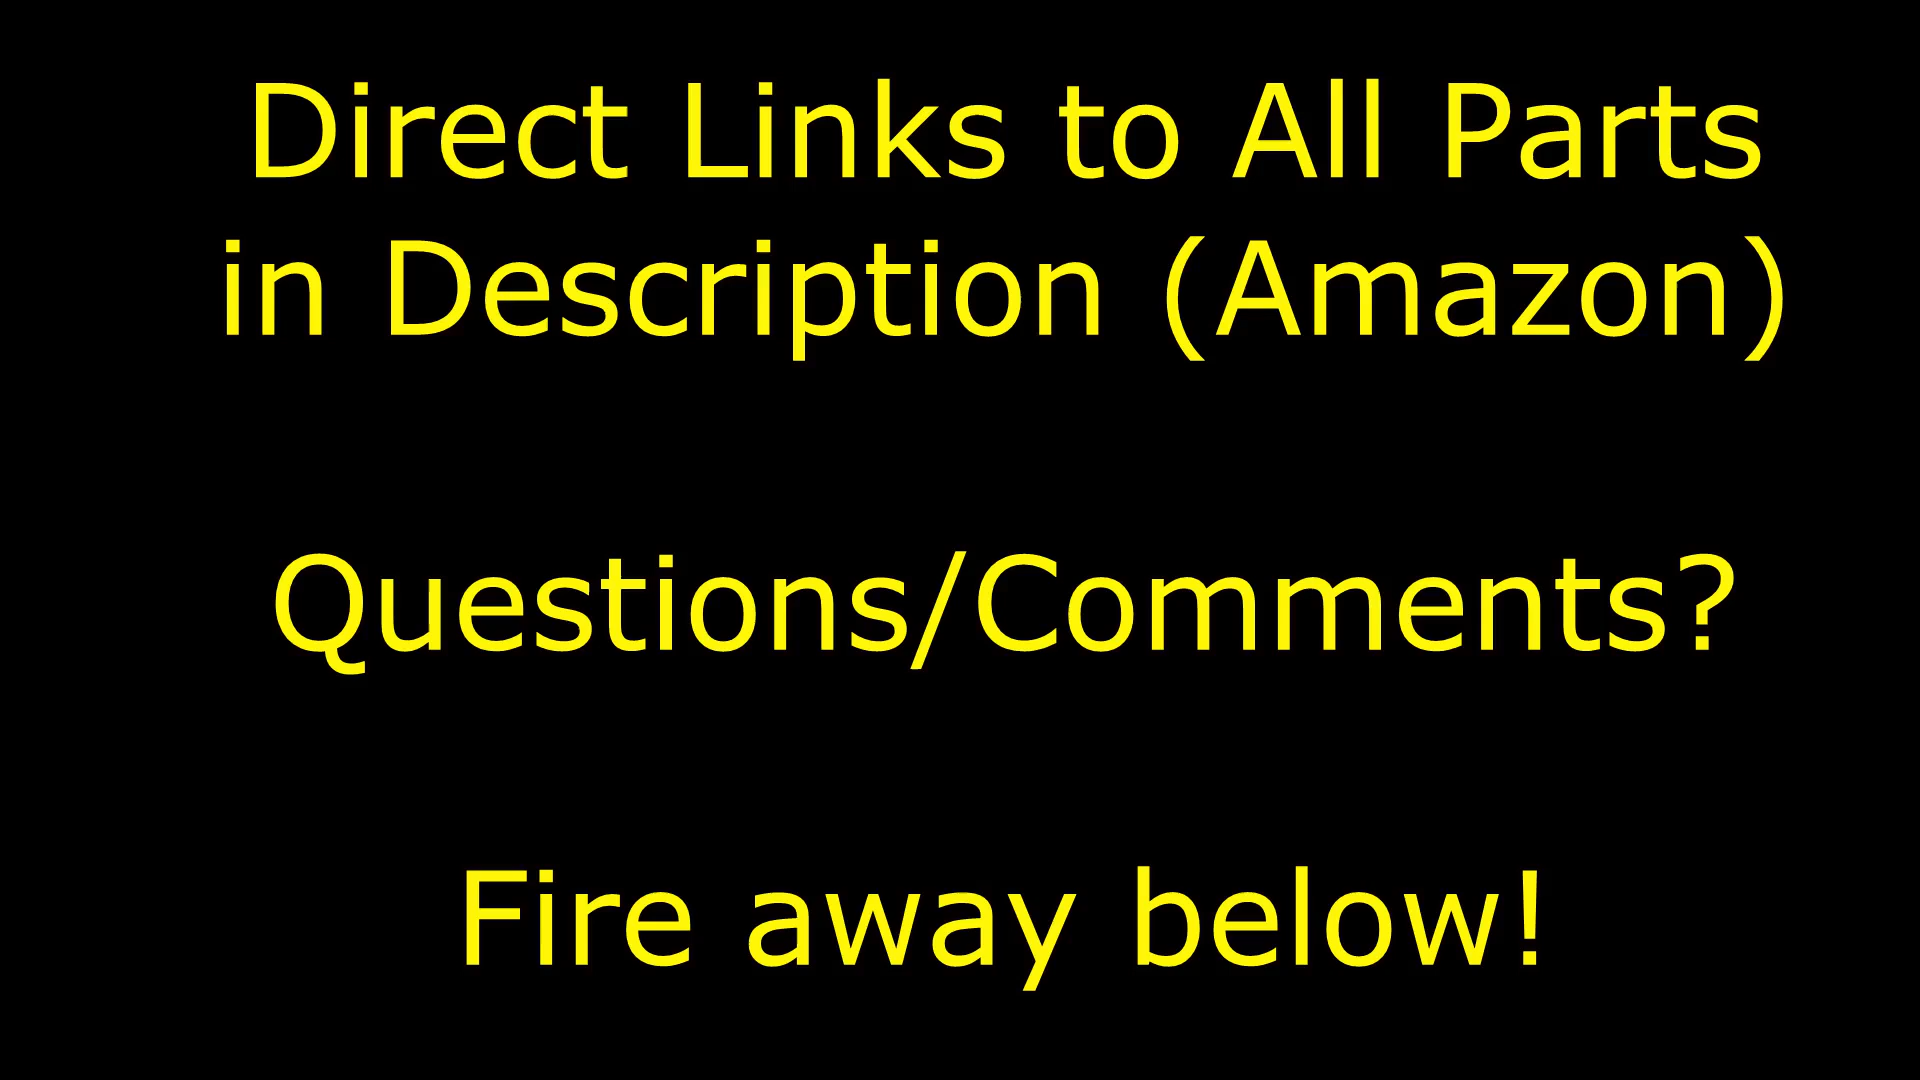 Direct Links to All Parts
in Description (Amazon)
Questions/Comments?
Fire away below!